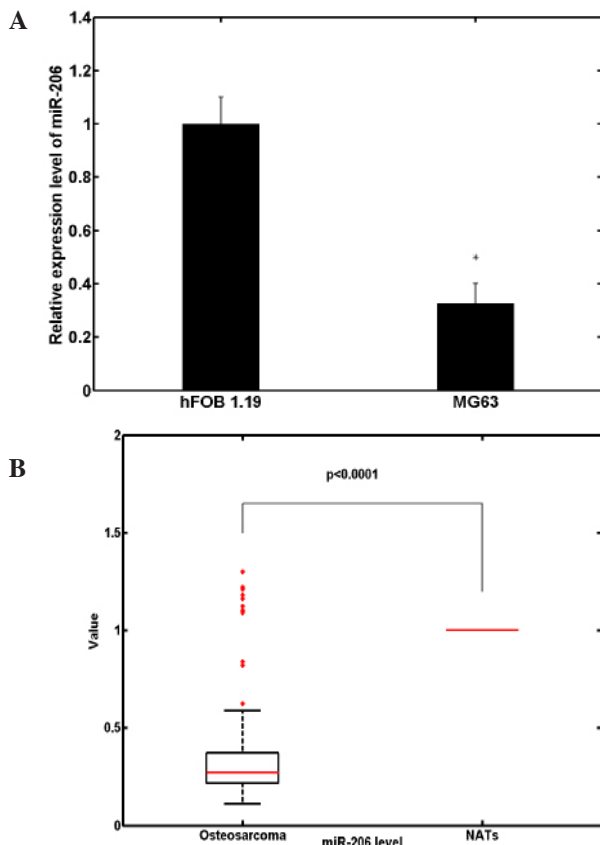 A
Relative expression level of miR-206
1.4
1.2
1
0.8
0.6
0.4
0.2
0
hFOB 1.19
MG63
B
Value
2
1.5
1
0.5
0
p<0.0001
Osteosarcoma
NATs
miR-206 level